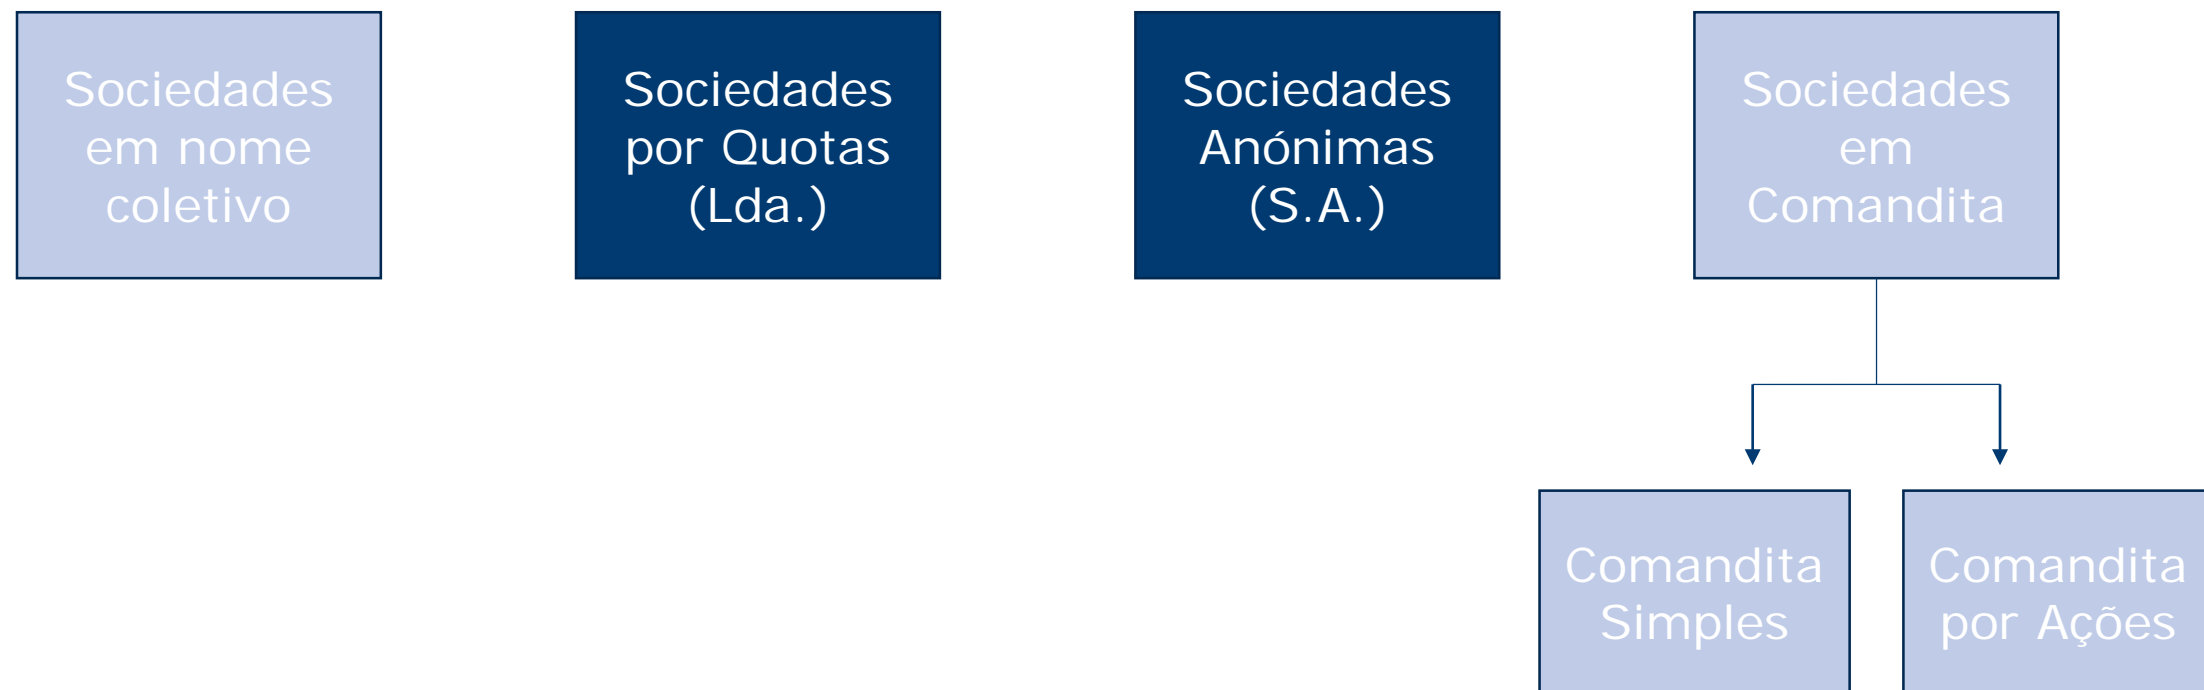 Sociedades
em nome
coletivo
Sociedades
por Quotas
(Lda.)
Sociedades
Anónimas
(S.A.)
Sociedades
em
Comandita
Comandita
Simples
Comandita
por Ações